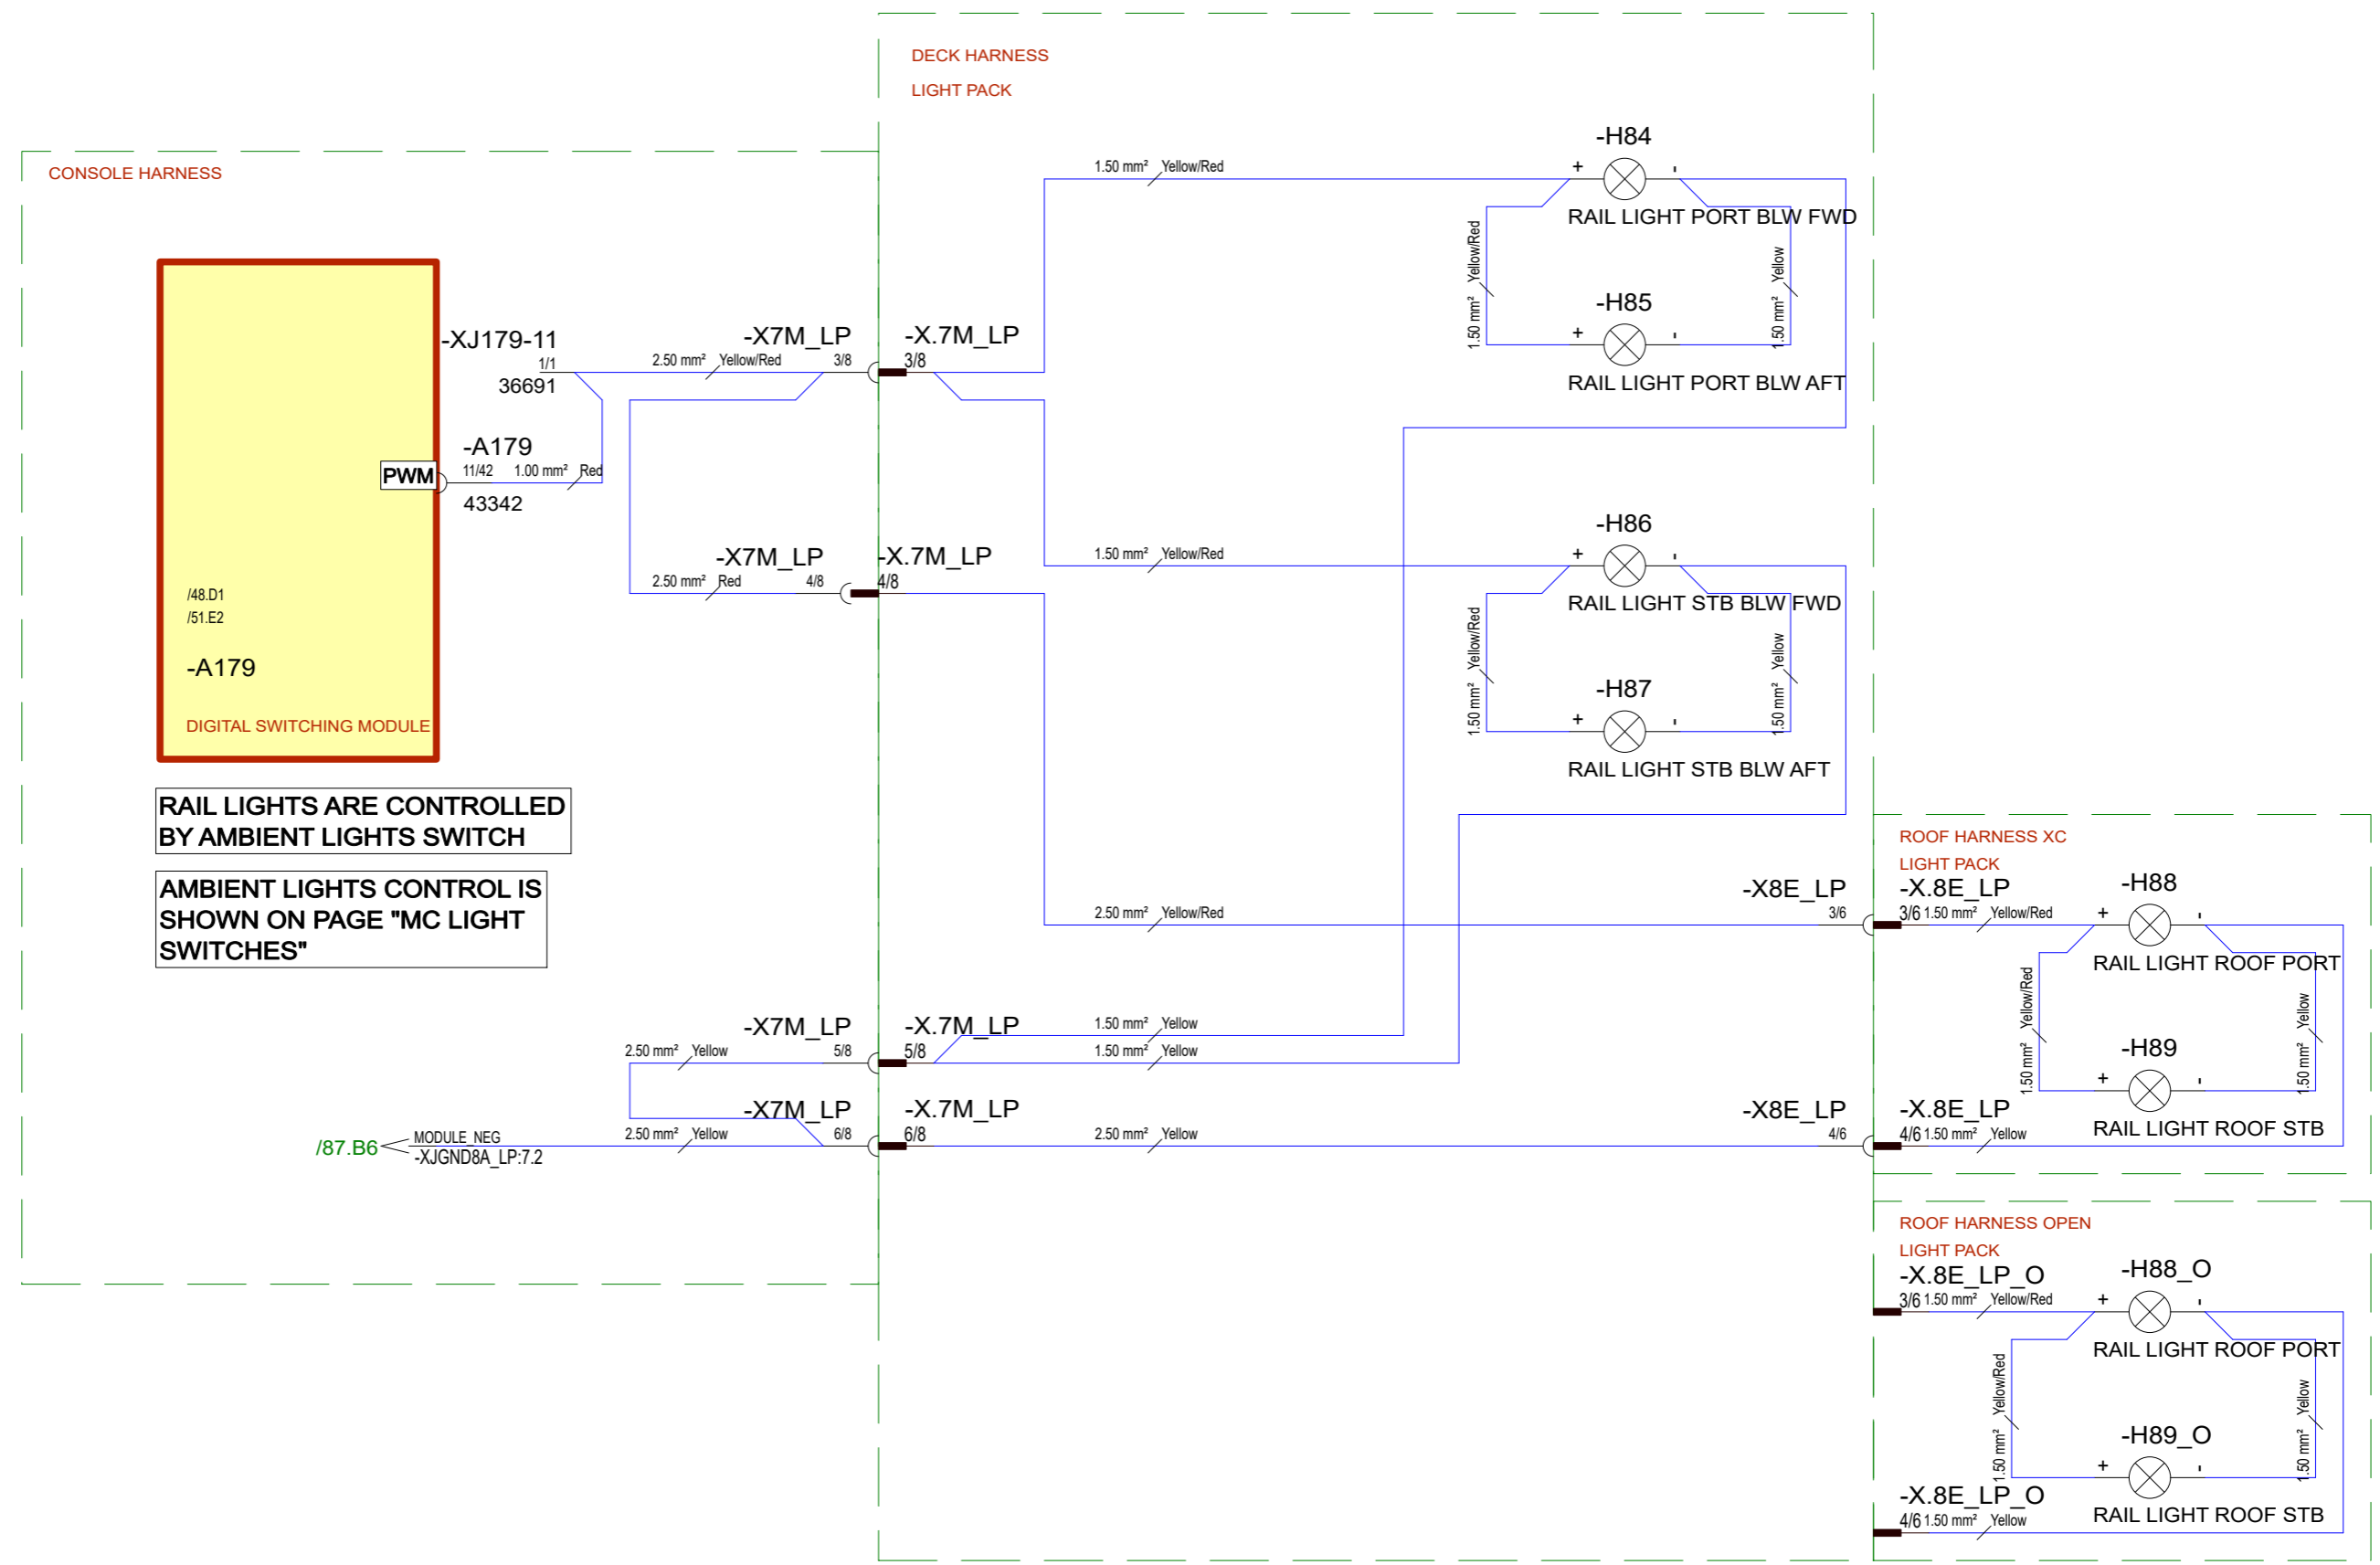 DECK HARNESS
LIGHT PACK
CONSOLE HARNESS
-H84
1.50 mm² Yellow/Red
+ -
RAIL LIGHT PORT BLW FWD
1.50 mm² Yellow/Red
1.50 mm² Yellow
-H85
+ -
RAIL LIGHT PORT BLW AFT
-XJ179-11
1/1
36691
2.50 mm² Yellow/Red
-X7M_LP
3/8
-X.7M_LP
3/8
-A179
PWM
11/42 1.00 mm² Red
43342
-X7M_LP
2.50 mm² Red
4/8
-X.7M_LP
4/8
-H86
1.50 mm² Yellow/Red
+ -
RAIL LIGHT STB BLW FWD
1.50 mm² Yellow/Red
1.50 mm² Yellow
-H87
+ -
RAIL LIGHT STB BLW AFT
/48.D1
/51.E2
-A179
DIGITAL SWITCHING MODULE
RAIL LIGHTS ARE CONTROLLED
BY AMBIENT LIGHTS SWITCH
AMBIENT LIGHTS CONTROL IS
SHOWN ON PAGE "MC LIGHT
SWITCHES"
ROOF HARNESS XC
LIGHT PACK
2.50 mm² Yellow/Red
-X8E_LP
3/6
-X.8E_LP
3/6 1.50 mm² Yellow/Red
-H88
+ -
RAIL LIGHT ROOF PORT
1.50 mm² Yellow/Red
1.50 mm² Yellow
-H89
+ -
RAIL LIGHT ROOF STB
-X7M_LP
2.50 mm² Yellow
5/8
-X.7M_LP
5/8
1.50 mm² Yellow
1.50 mm² Yellow
-X7M_LP
/87.B6
MODULE_NEG
-XJGND8A_LP:7.2
2.50 mm² Yellow
6/8
-X.7M_LP
6/8
2.50 mm² Yellow
-X8E_LP
4/6
-X.8E_LP
4/6 1.50 mm² Yellow
ROOF HARNESS OPEN
LIGHT PACK
-X.8E_LP_O
3/6 1.50 mm² Yellow/Red
-H88_O
+ -
RAIL LIGHT ROOF PORT
1.50 mm² Yellow/Red
1.50 mm² Yellow
-H89_O
+ -
RAIL LIGHT ROOF STB
-X.8E_LP_O
4/6 1.50 mm² Yellow